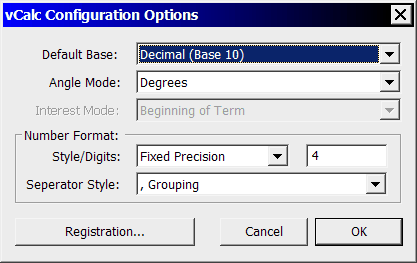 vCalc Configuration Options
Default Base: Decimal (Base 10)
Angle Mode: Degrees
Interest Mode: Beginning of Term
Number Format:
Style/Digits: Fixed Precision 4
Seperator Style: , Grouping
Registration... Cancel OK